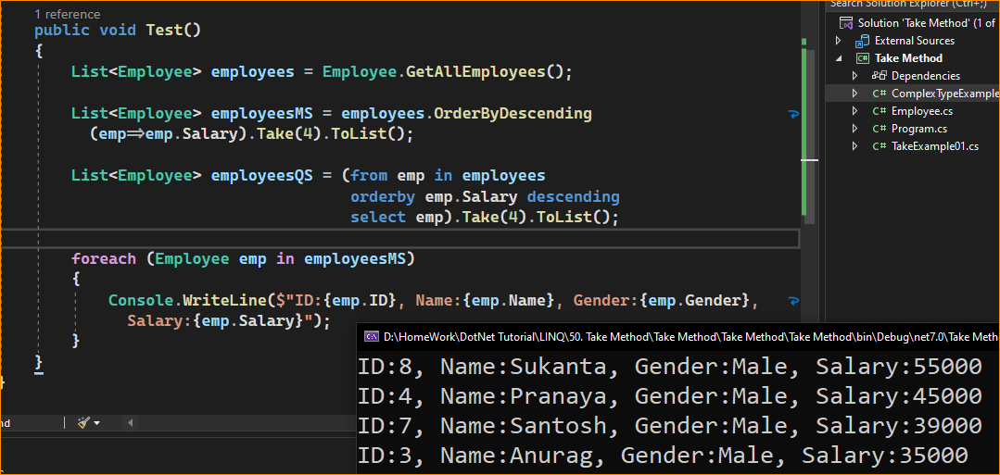 1 reference
public void Test()
{
List<Employee> employees = Employee.GetAllEmployees();
List<Employee> employeesMS = employees.OrderByDescending
(emp=>emp.Salary).Take(4).ToList();
List<Employee> employeesQS = (from emp in employees
orderby emp.Salary descending
select emp).Take(4).ToList();
foreach (Employee emp in employeesMS)
{
Console.WriteLine($"ID:{emp.ID}, Name:{emp.Name}, Gender:{emp.Gender},
Salary:{emp.Salary}");
}
}
}
nd
Search Solution Explorer (Ctrl+;)
Solution 'Take Method' (1 of
External Sources
Take Method
Dependencies
C# ComplexTypeExample
C# Employee.cs
C# Program.cs
C# TakeExample01.cs
D:\HomeWork\DotNet Tutorial\LINQ\50. Take Method\Take Method\Take Method\Take Method\bin\Debug\net7.0\Take Meth
ID:8, Name:Sukanta, Gender:Male, Salary:55000
ID:4, Name:Pranaya, Gender:Male, Salary:45000
ID:7, Name:Santosh, Gender:Male, Salary:39000
ID:3, Name:Anurag, Gender:Male, Salary:35000